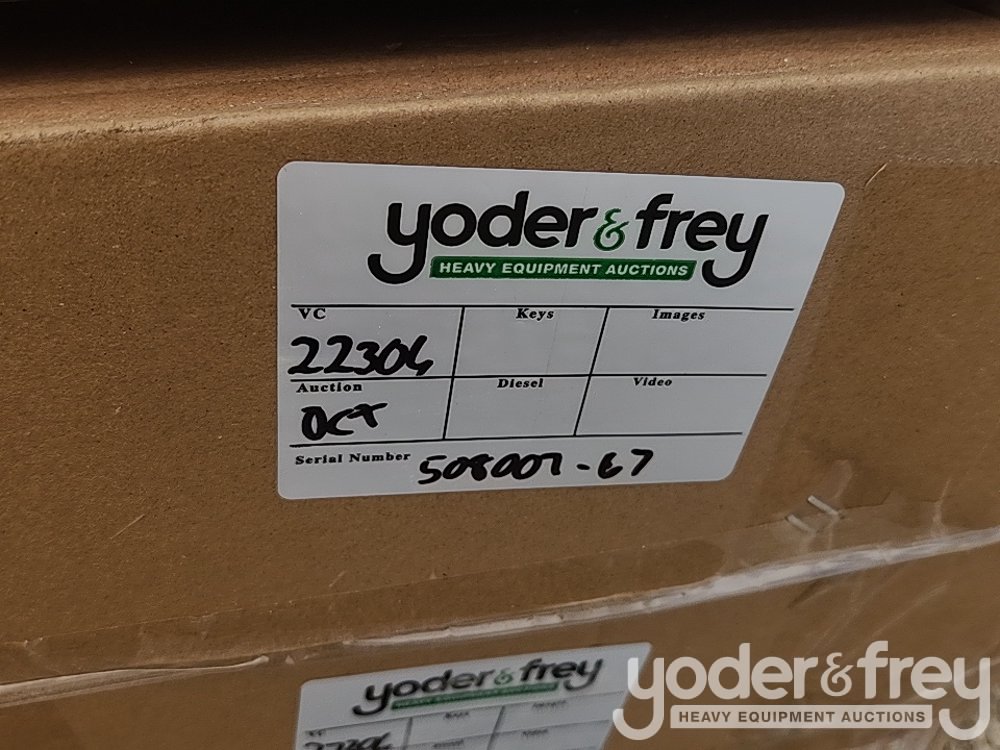 yoder & frey
HEAVY EQUIPMENT AUCTIONS
VC Keys Images
22304
Auction Diesel Video
OCT
Serial Number 508007-67
yoder & frey
yoder & frey
HEAVY EQUIPMENT AUCTIONS